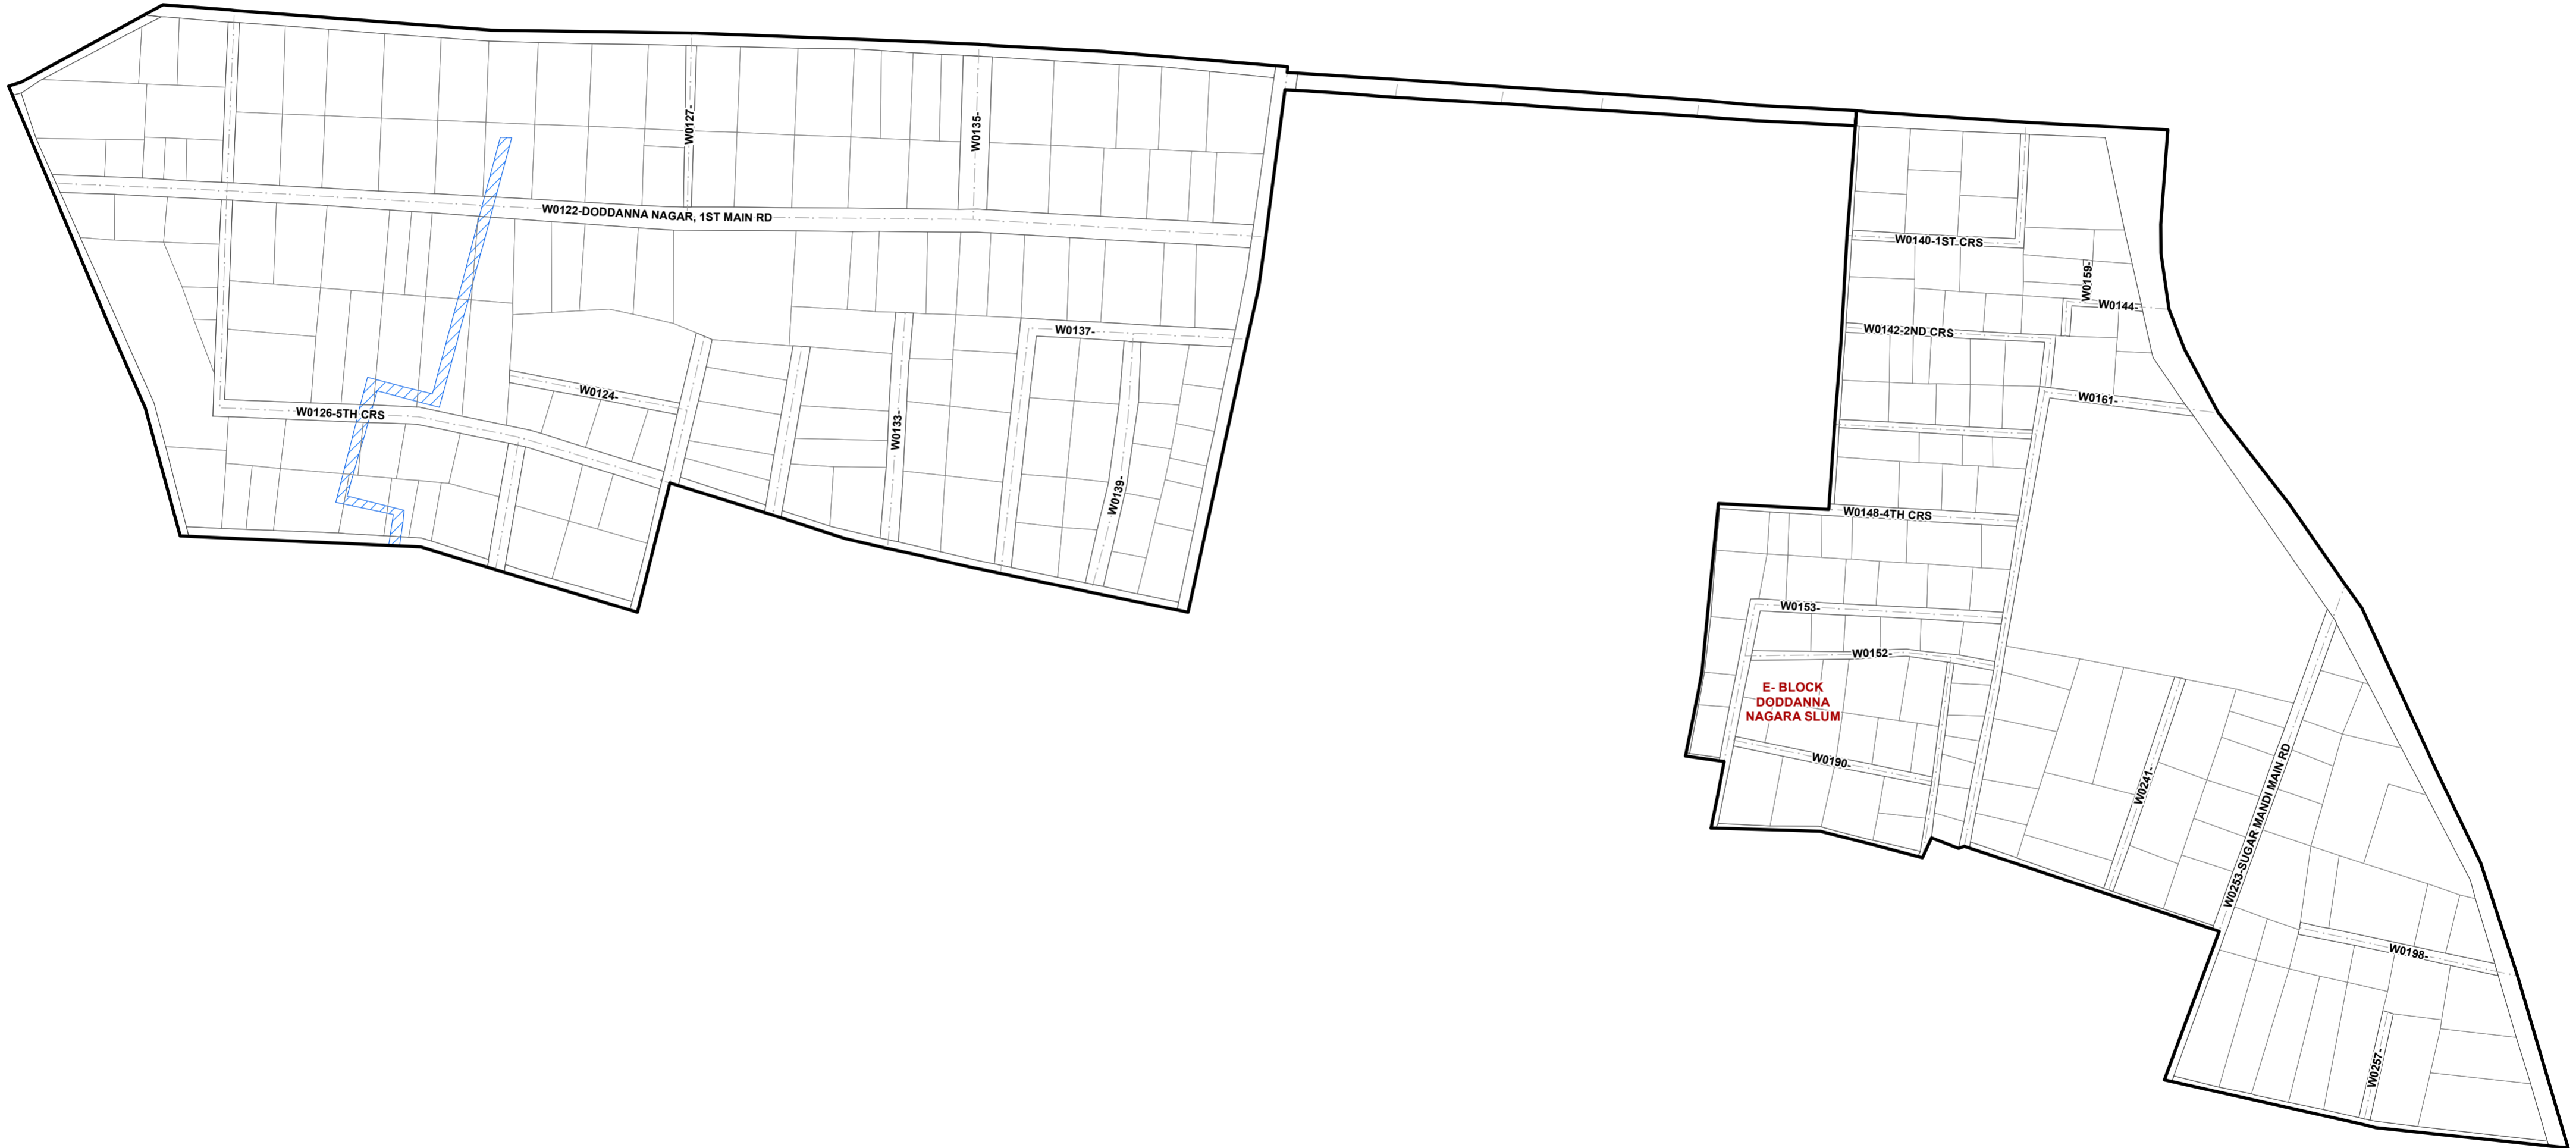 W0127-
W0135-
W0122-DODDANNA NAGAR, 1ST MAIN RD
W0137-
W0124-
W0126-5TH CRS
W0133-
W0139-
W0140-1ST CRS
W0159-
W0144-
W0142-2ND CRS
W0161-
W0148-4TH CRS
W0153-
W0152-
E- BLOCK
DODDANNA
NAGARA SLUM
W0190-
W0241-
W0253-SUGAR MANDI MAIN RD
W0198-
W0257-